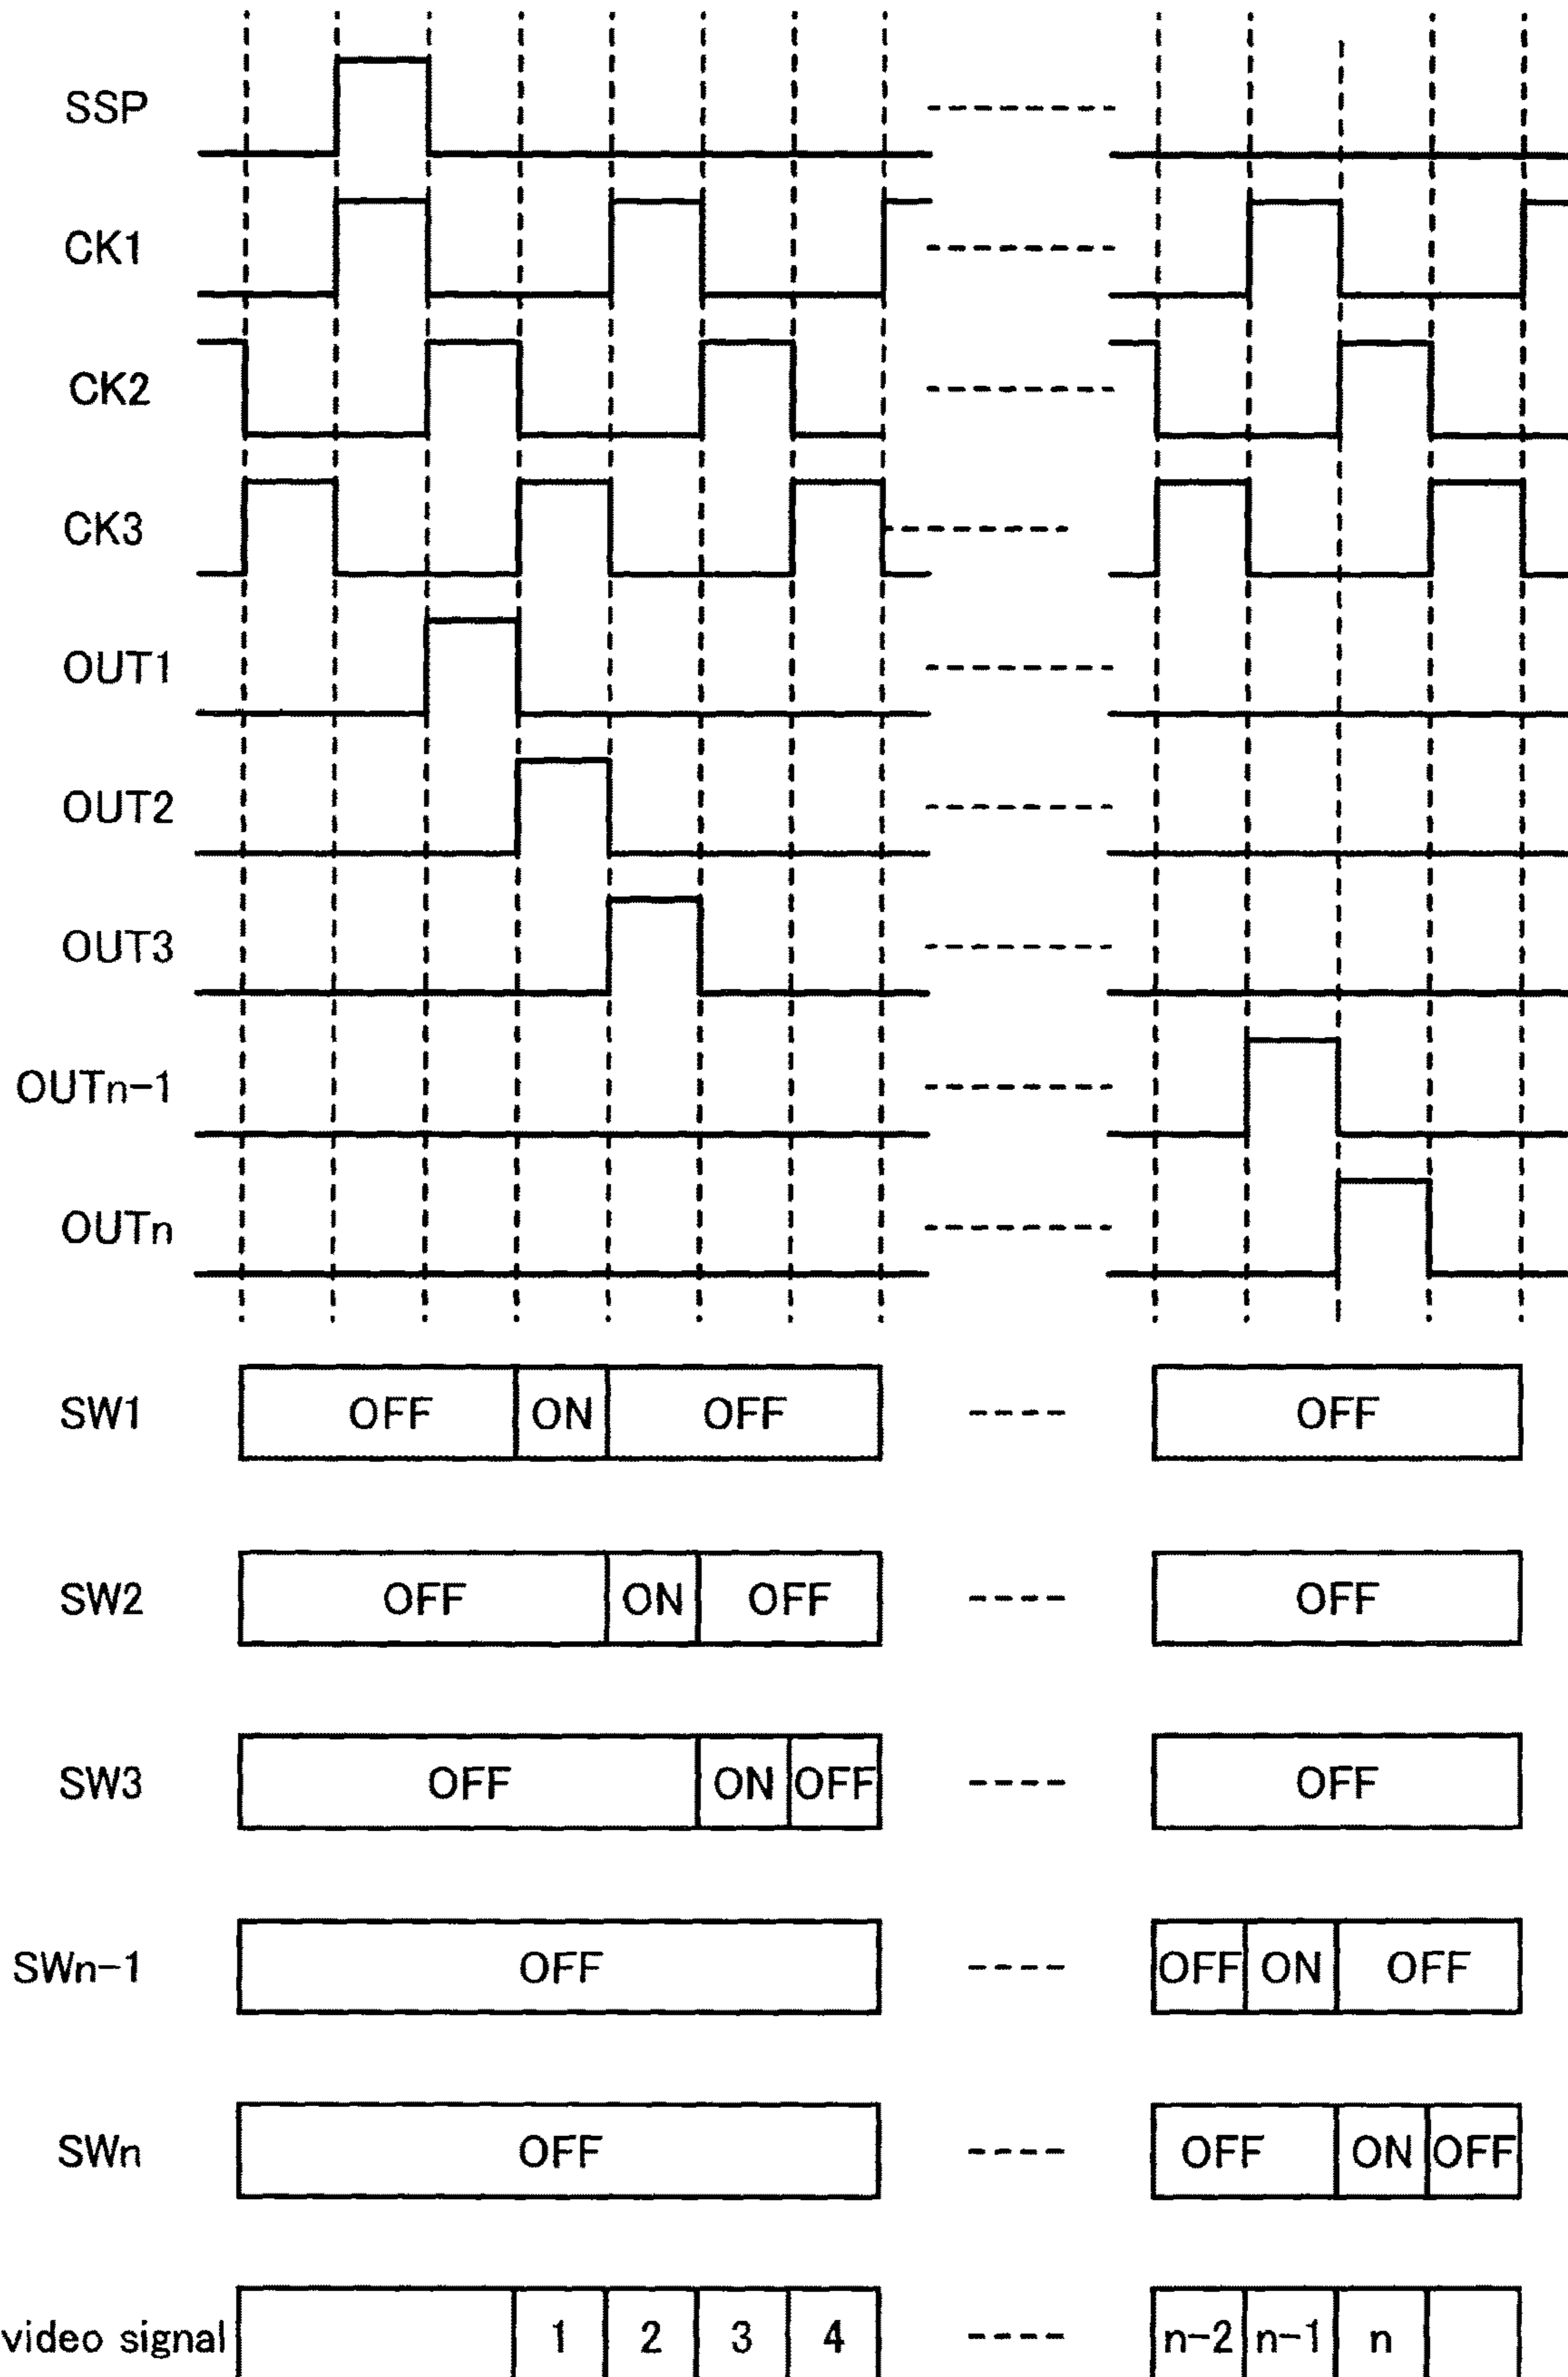 SSP
CK1
CK2
CK3
OUT1
OUT2
OUT3
OUTn-1
OUTn
SW1 OFF ON OFF OFF
SW2 OFF ON OFF OFF
SW3 OFF ON OFF OFF
SWn-1 OFF OFF ON OFF
SWn OFF OFF ON OFF
video signal 1 2 3 4 n-2 n-1 n